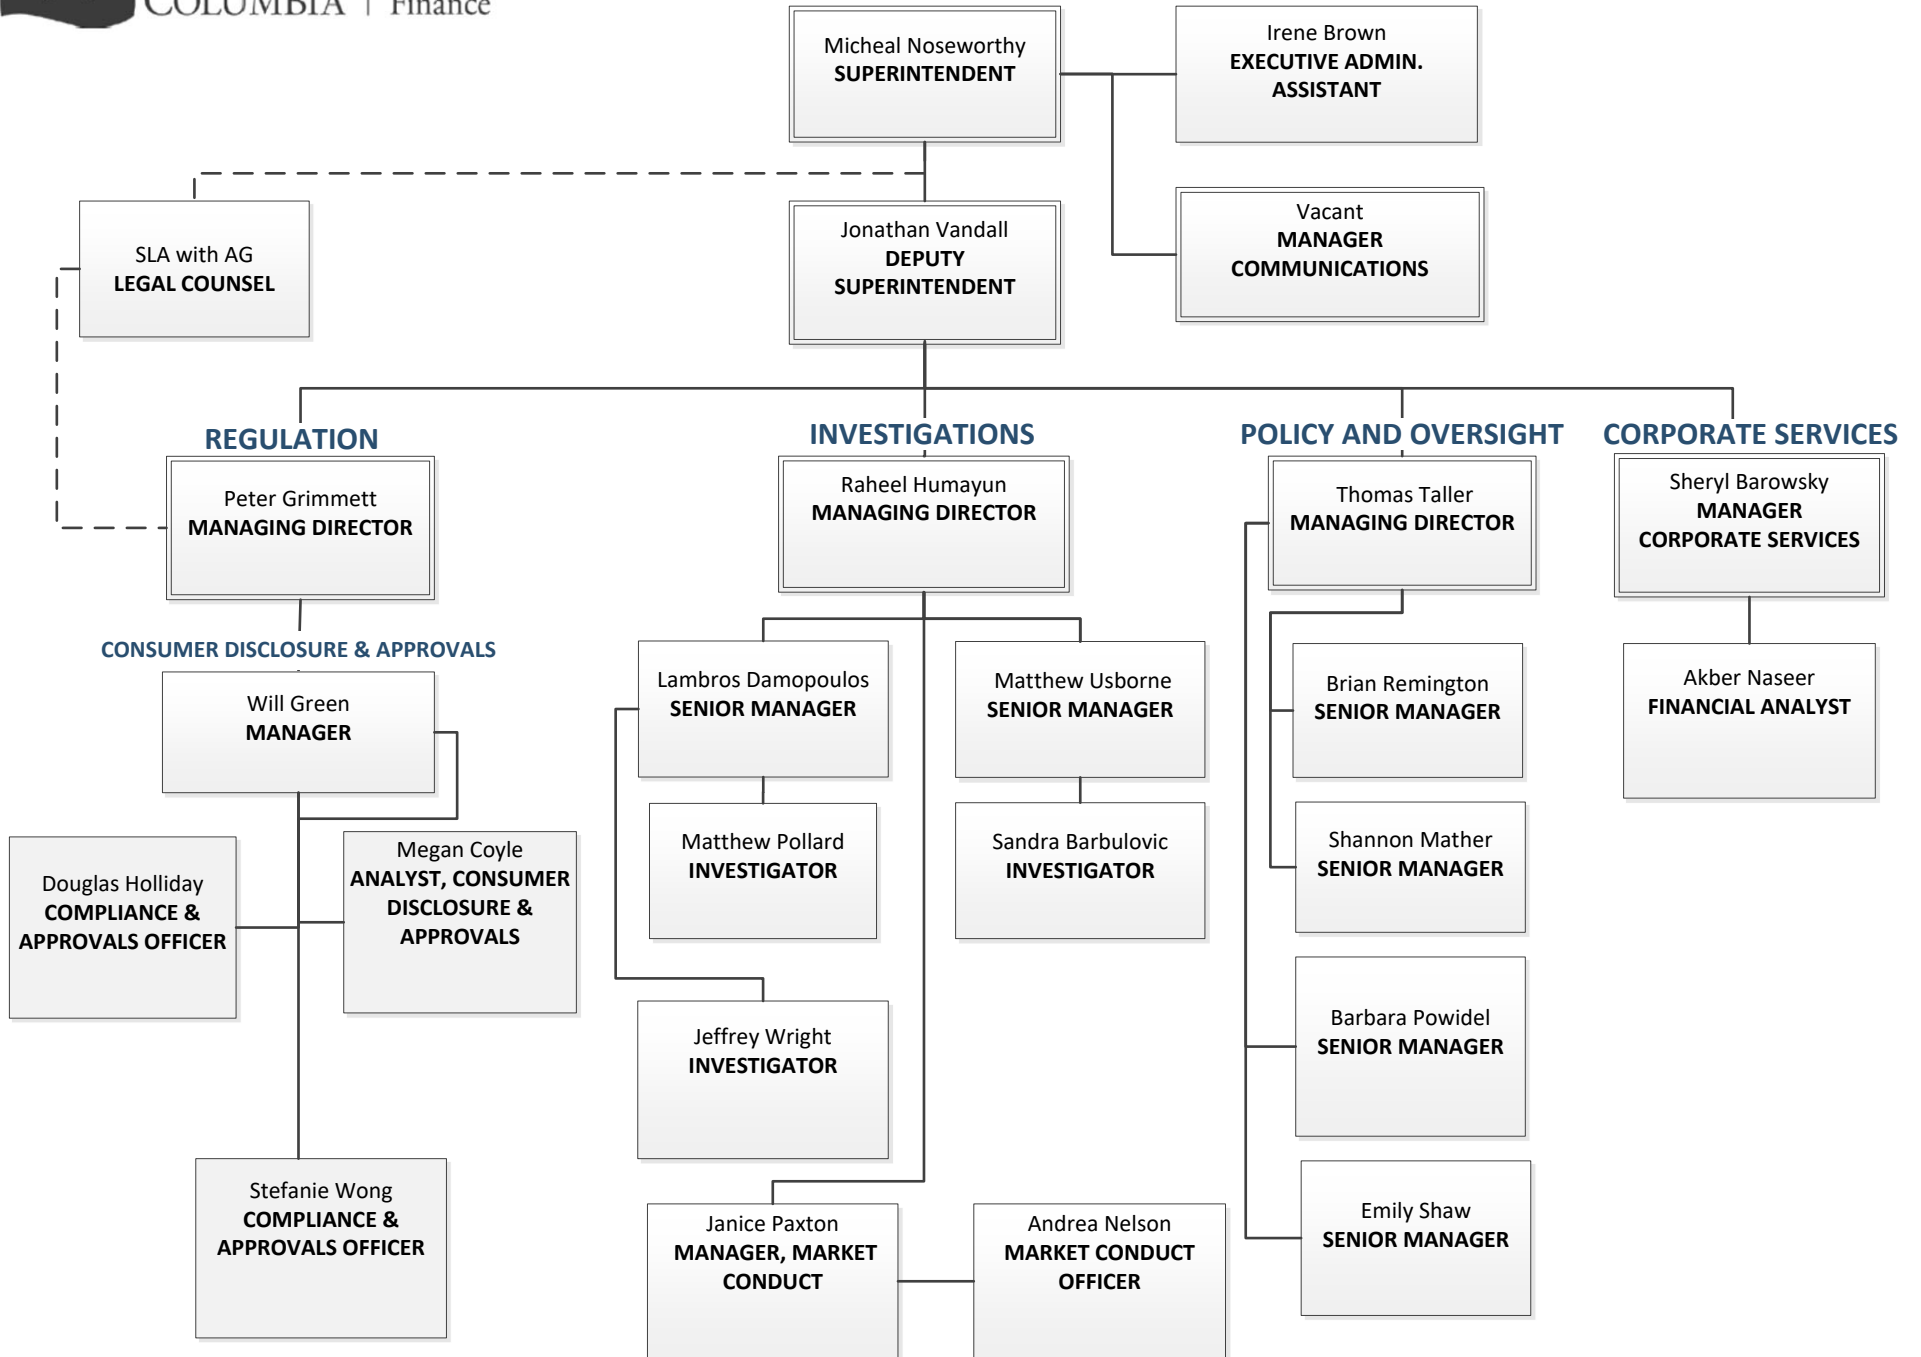 COLUMBIA | Finance
Micheal Noseworthy
SUPERINTENDENT
Irene Brown
EXECUTIVE ADMIN.
ASSISTANT
SLA with AG
LEGAL COUNSEL
Jonathan Vandall
DEPUTY
SUPERINTENDENT
Vacant
MANAGER
COMMUNICATIONS
REGULATION
Peter Grimmett
MANAGING DIRECTOR
CONSUMER DISCLOSURE & APPROVALS
Will Green
MANAGER
Douglas Holliday
COMPLIANCE &
APPROVALS OFFICER
Megan Coyle
ANALYST, CONSUMER
DISCLOSURE &
APPROVALS
Stefanie Wong
COMPLIANCE &
APPROVALS OFFICER
INVESTIGATIONS
Raheel Humayun
MANAGING DIRECTOR
Lambros Damopoulos
SENIOR MANAGER
Matthew Usborne
SENIOR MANAGER
Matthew Pollard
INVESTIGATOR
Sandra Barbulovic
INVESTIGATOR
Jeffrey Wright
INVESTIGATOR
Janice Paxton
MANAGER, MARKET
CONDUCT
Andrea Nelson
MARKET CONDUCT
OFFICER
POLICY AND OVERSIGHT
Thomas Taller
MANAGING DIRECTOR
Brian Remington
SENIOR MANAGER
Shannon Mather
SENIOR MANAGER
Barbara Powidel
SENIOR MANAGER
Emily Shaw
SENIOR MANAGER
CORPORATE SERVICES
Sheryl Barowsky
MANAGER
CORPORATE SERVICES
Akber Naseer
FINANCIAL ANALYST